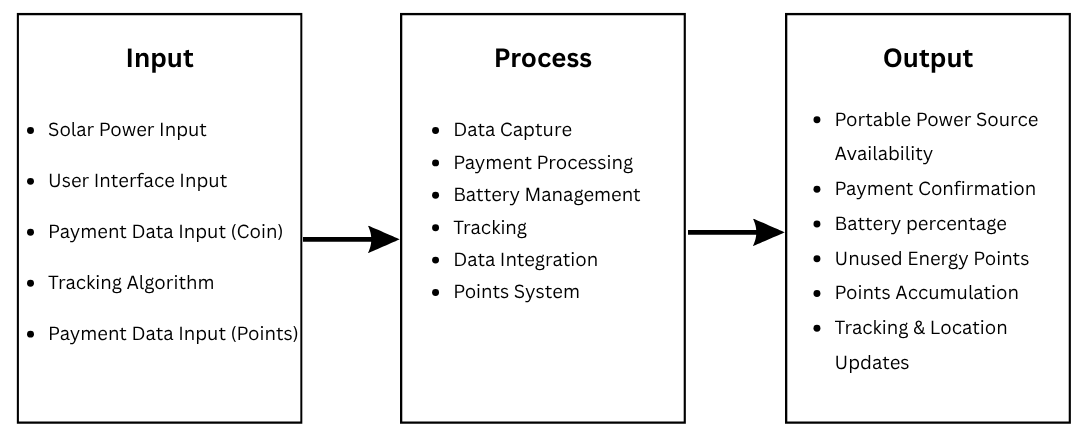 Input
• Solar Power Input
• User Interface Input
• Payment Data Input (Coin)
• Tracking Algorithm
• Payment Data Input (Points)
Process
• Data Capture
• Payment Processing
• Battery Management
• Tracking
• Data Integration
• Points System
Output
• Portable Power Source
Availability
• Payment Confirmation
• Battery percentage
• Unused Energy Points
• Points Accumulation
• Tracking & Location
Updates